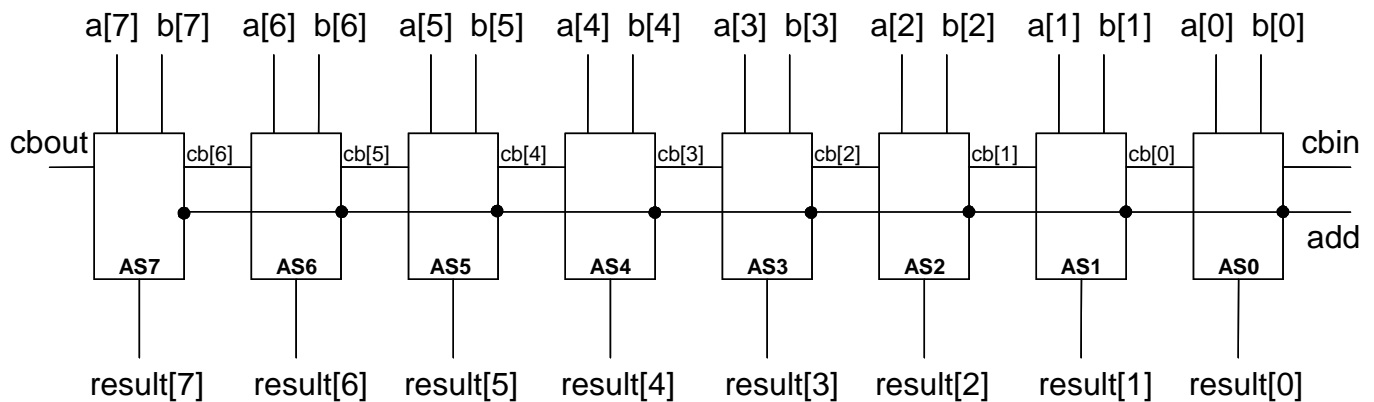 a[7] b[7] a[6] b[6] a[5] b[5] a[4] b[4] a[3] b[3] a[2] b[2] a[1] b[1] a[0] b[0]
cbout cb[6] cb[5] cb[4] cb[3] cb[2] cb[1] cb[0] cbin
add
AS7 AS6 AS5 AS4 AS3 AS2 AS1 AS0
result[7] result[6] result[5] result[4] result[3] result[2] result[1] result[0]